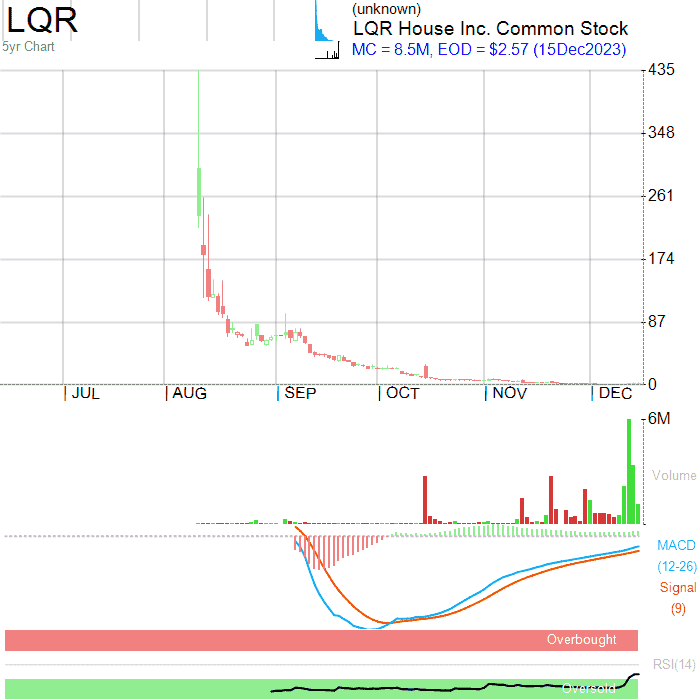 LQR
5yr Chart
(unknown)
LQR House Inc. Common Stock
MC = 8.5M, EOD = $2.57 (15Dec2023)
435
348
261
174
87
0
JUL AUG SEP OCT NOV DEC
6M
Volume
MACD
(12-26)
Signal
(9)
Overbought
RSI(14)
Oversold